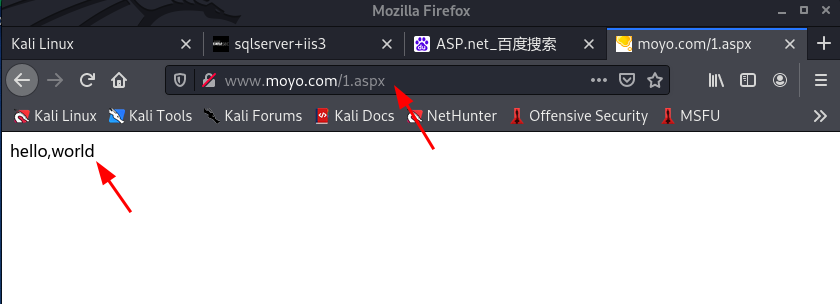 Mozilla Firefox
Kali Linux sqlserver+iis3 ASP.net_百度搜索 moyo.com/1.aspx
www.moyo.com/1.aspx
Kali Linux Kali Tools Kali Forums Kali Docs NetHunter Offensive Security MSFU
hello,world